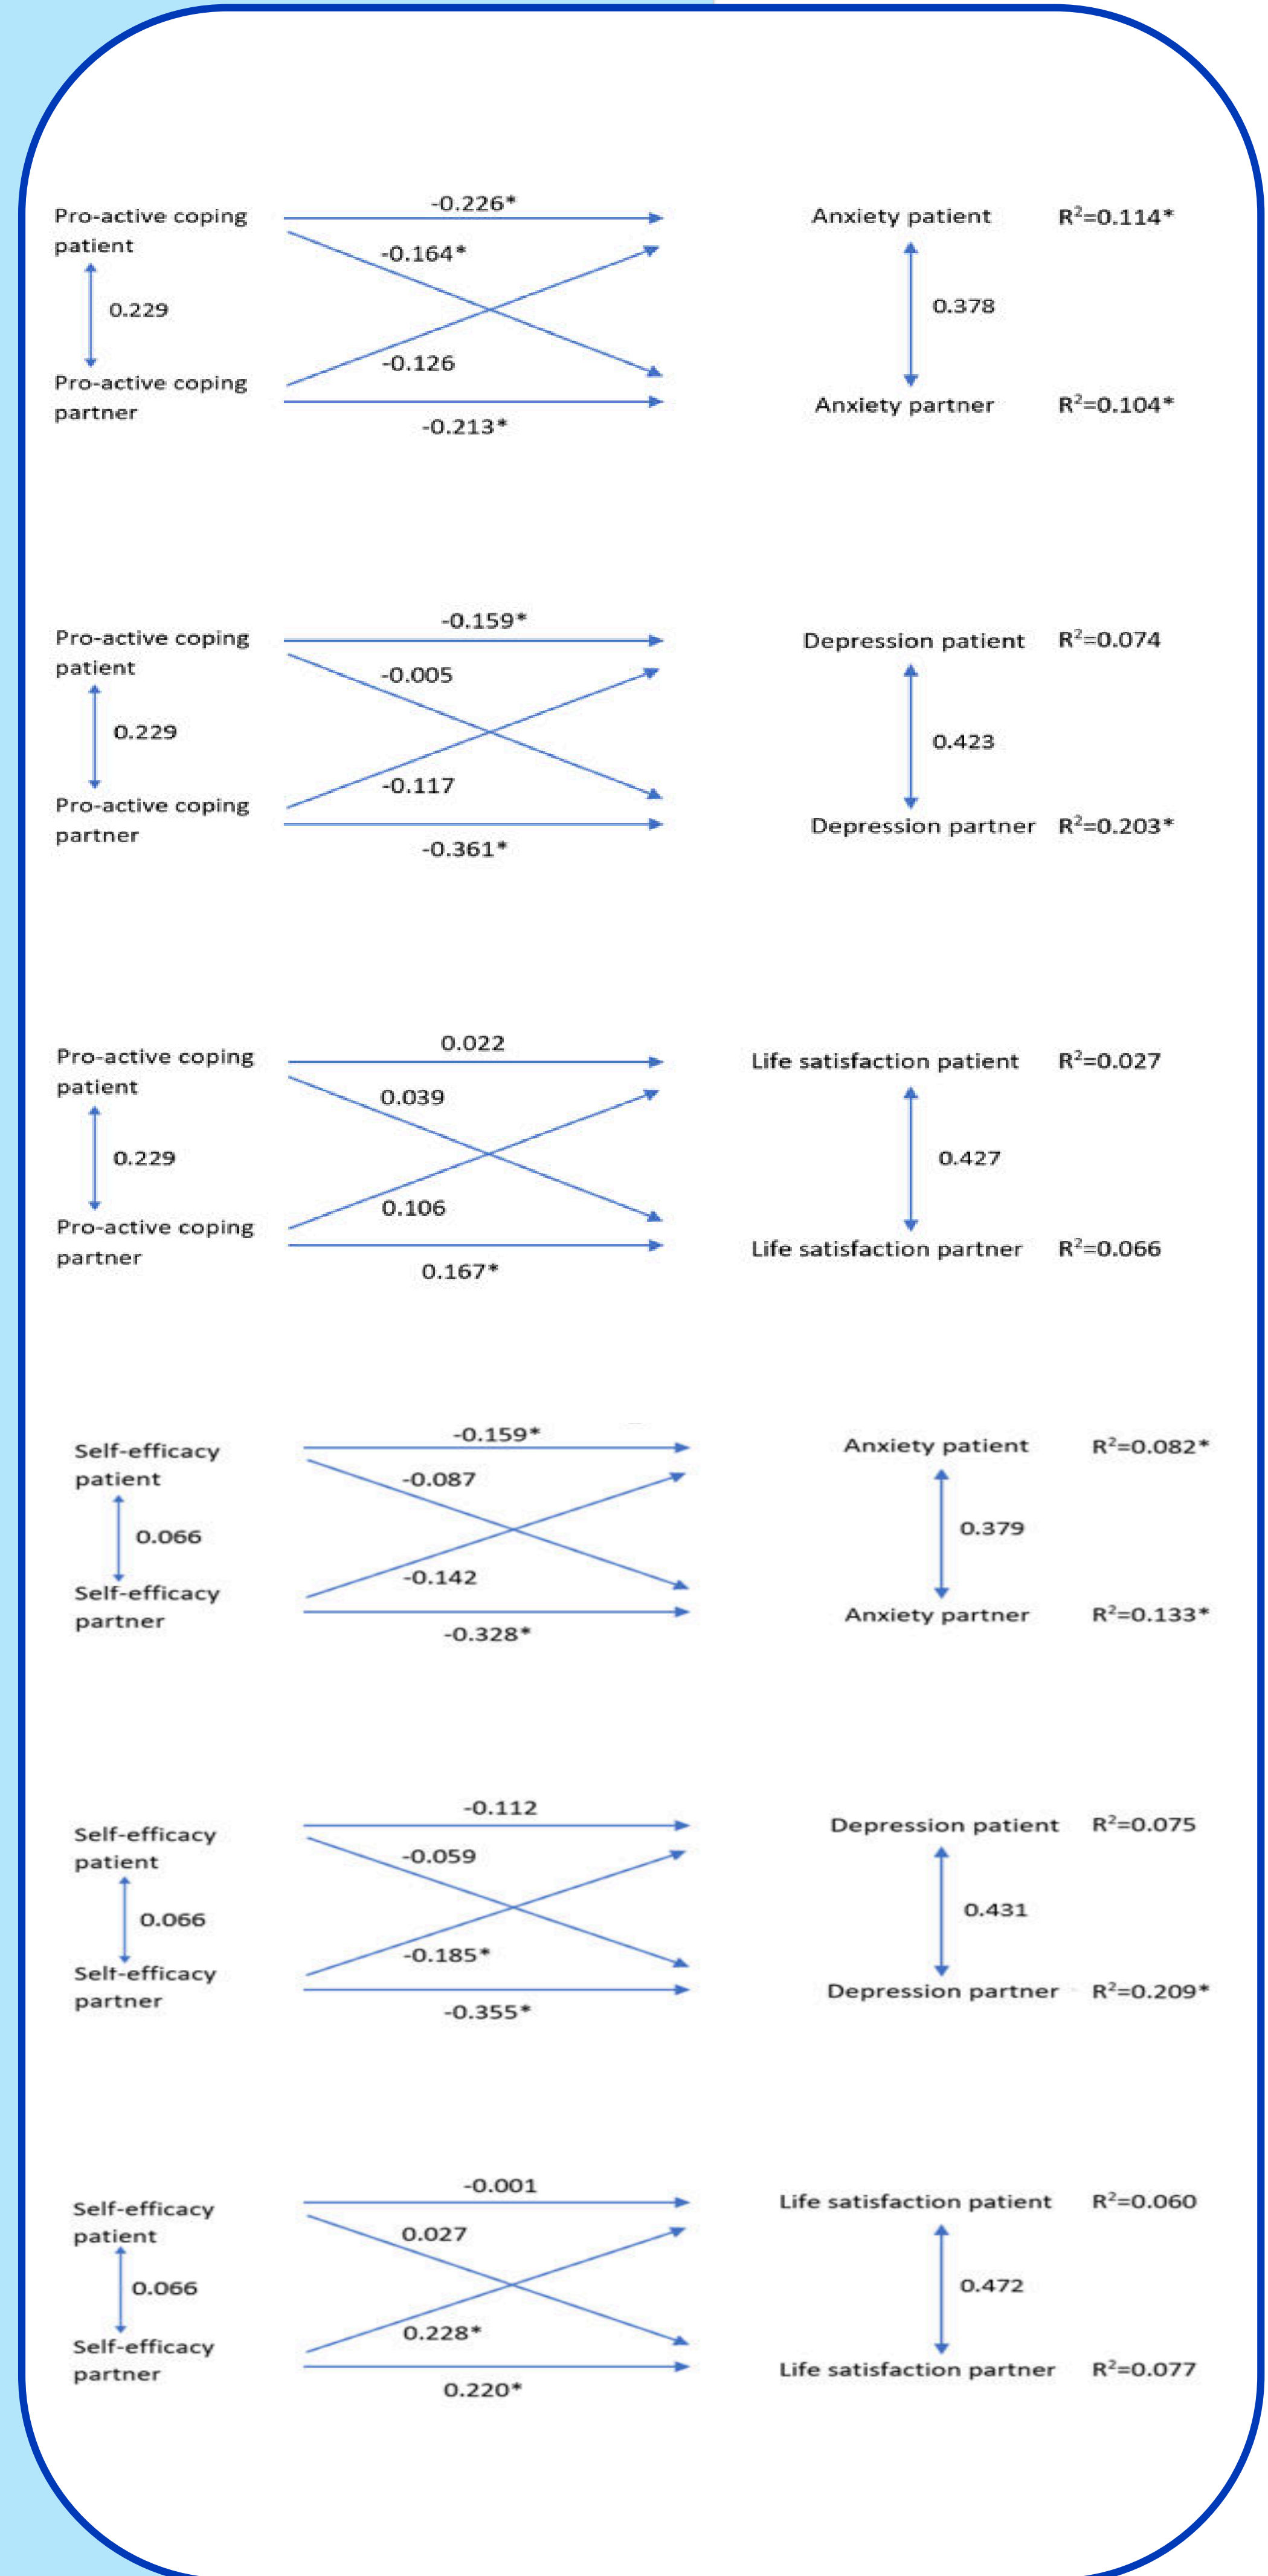 -0.226*
Pro-active coping
patient
Anxiety patient R²=0.114*
-0.164*
0.229
0.378
-0.126
Pro-active coping
partner
Anxiety partner R²=0.104*
-0.213*
-0.159*
Pro-active coping
patient
Depression patient R²=0.074
-0.005
0.229
0.423
-0.117
Pro-active coping
partner
Depression partner R²=0.203*
-0.361*
0.022
Pro-active coping
patient
Life satisfaction patient R²=0.027
0.039
0.229
0.427
0.106
Pro-active coping
partner
Life satisfaction partner R²=0.066
0.167*
-0.159*
Self-efficacy
patient
Anxiety patient R²=0.082*
-0.087
0.066
0.379
-0.142
Self-efficacy
partner
Anxiety partner R²=0.133*
-0.328*
-0.112
Self-efficacy
patient
Depression patient R²=0.075
-0.059
0.066
0.431
-0.185*
Self-efficacy
partner
Depression partner R²=0.209*
-0.355*
-0.001
Self-efficacy
patient
Life satisfaction patient R²=0.060
0.027
0.066
0.472
0.228*
Self-efficacy
partner
Life satisfaction partner R²=0.077
0.220*